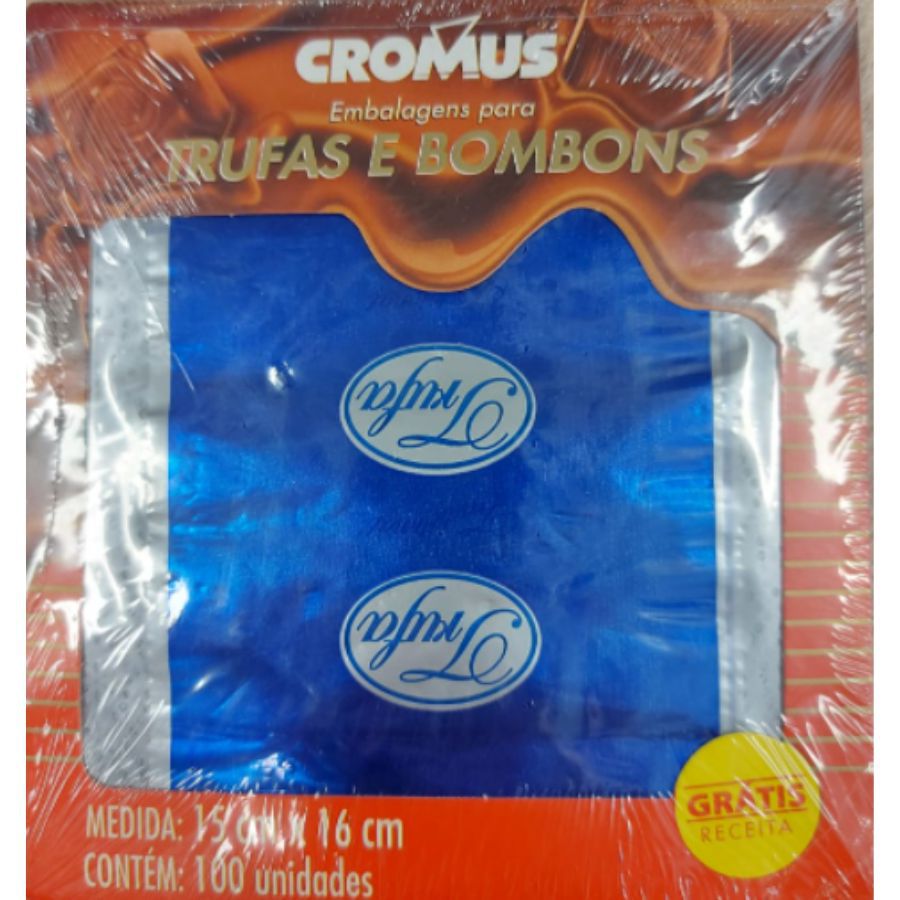 CROMUS
Embalagens para
TRUFAS E BOMBONS
Trufa
Trufa
GRÁTIS
RECEITA
MEDIDA: 15 cm x 16 cm
CONTÉM: 100 unidades